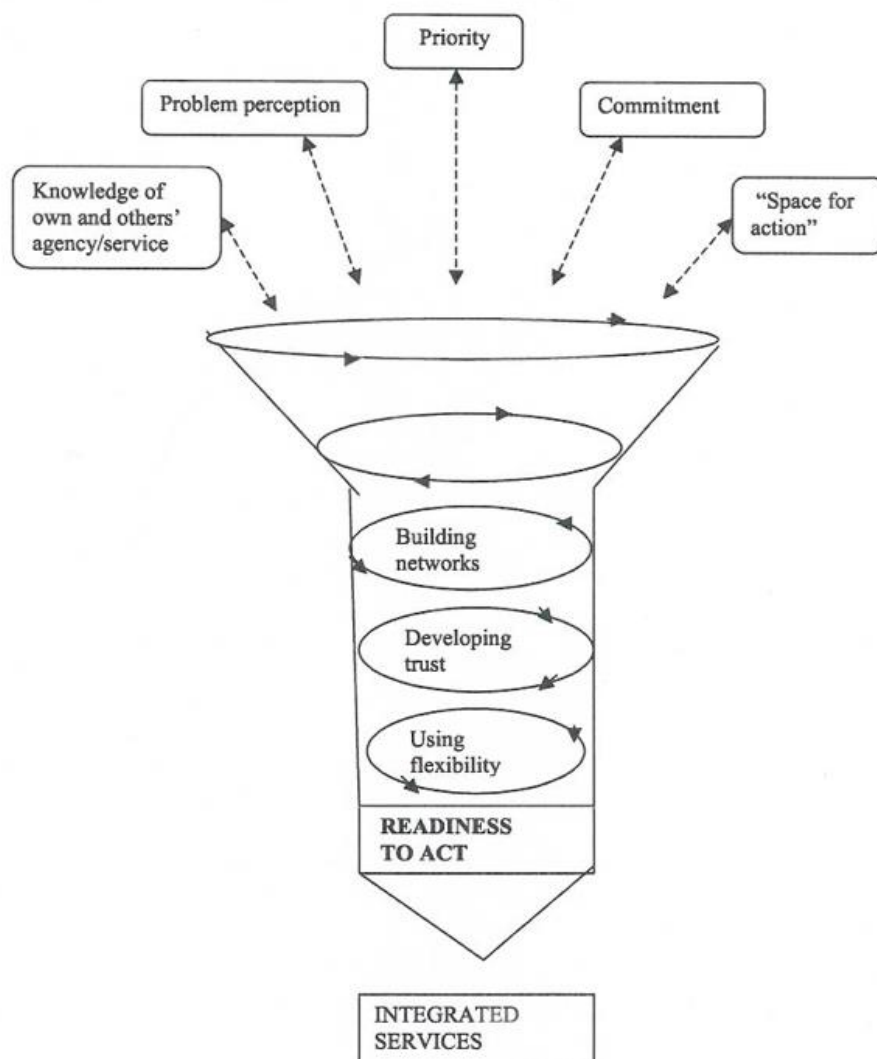 Priority
Problem perception
Commitment
Knowledge of
own and others'
agency/service
“Space for
action”
Building
networks
Developing
trust
Using
flexibility
READINESS
TO ACT
INTEGRATED
SERVICES